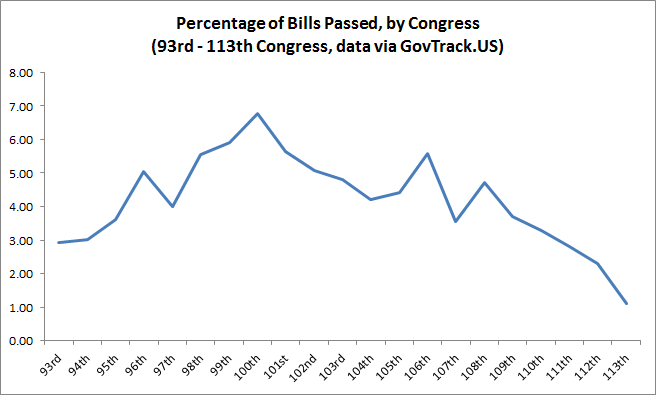 Percentage of Bills Passed, by Congress
(93rd - 113th Congress, data via GovTrack.US)
8.00
7.00
6.00
5.00
4.00
3.00
2.00
1.00
0.00
93rd
94th
95th
96th
97th
98th
99th
100th
101st
102nd
103rd
104th
105th
106th
107th
108th
109th
110th
111th
112th
113th